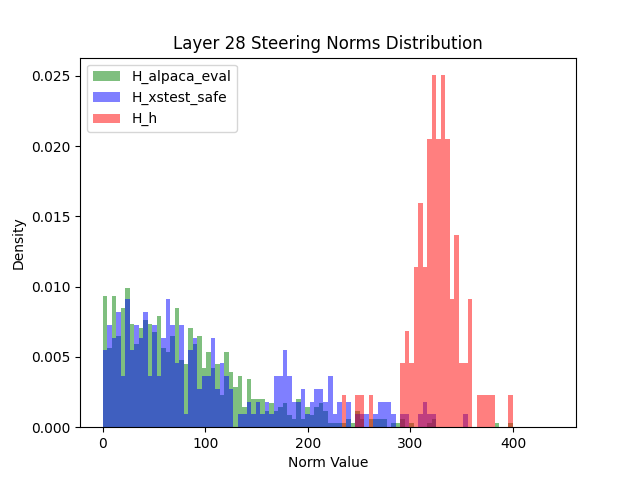 Layer 28 Steering Norms Distribution
H_alpaca_eval
H_xstest_safe
H_h
0.025
0.020
0.015
0.010
0.005
0.000
Density
0 100 200 300 400
Norm Value